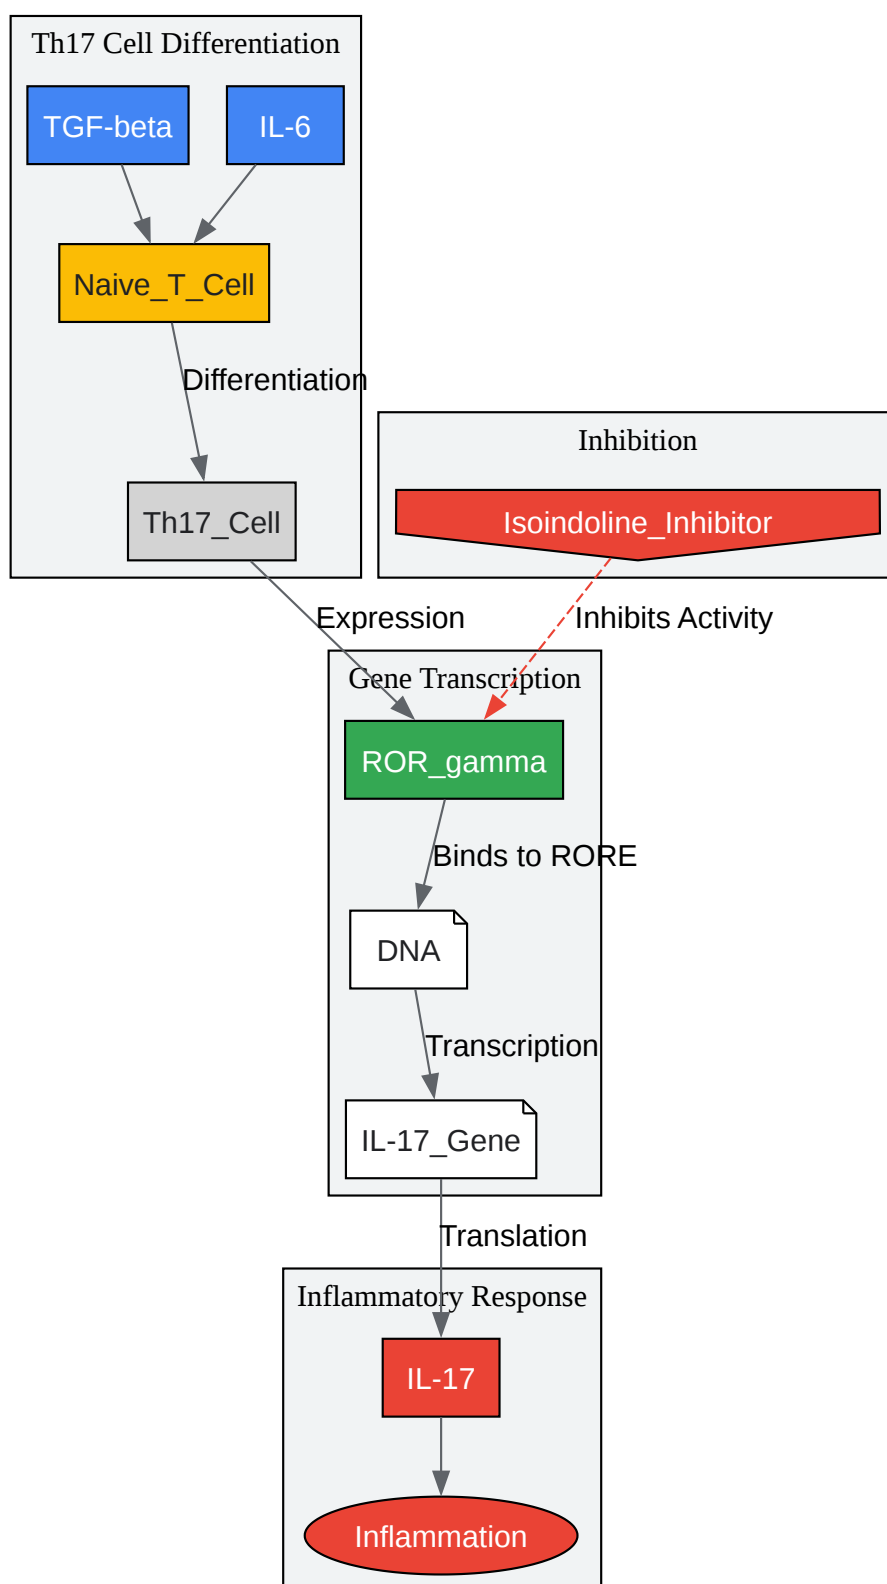 Th17 Cell Differentiation
TGF-beta
IL-6
Naive_T_Cell
Differentiation
Th17_Cell
Inhibition
Isoindoline_Inhibitor
Expression
Inhibits Activity
Gene Transcription
ROR_gamma
Binds to RORE
DNA
Transcription
IL-17_Gene
Translation
Inflammatory Response
IL-17
Inflammation